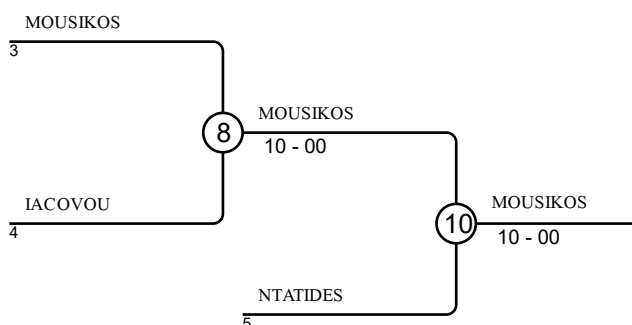 MOUSIKOS
3
8
MOUSIKOS
10 - 00
IACOVOU
4
10
MOUSIKOS
10 - 00
NTATIDES
5